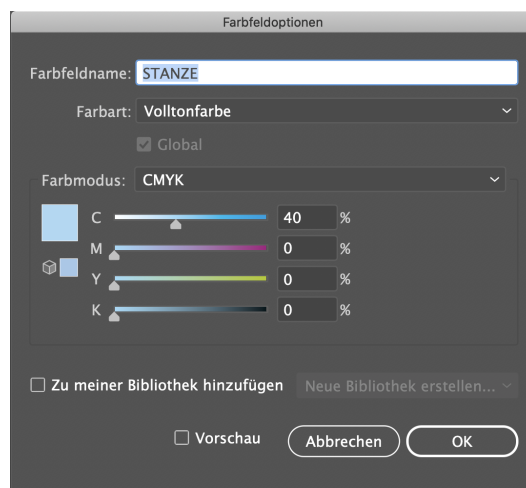 Farbfeldoptionen
Farbfeldname: STANZE
Farbart: Volltonfarbe
Global
Farbmodus: CMYK
C 40 %
M 0 %
Y 0 %
K 0 %
Zu meiner Bibliothek hinzufügen Neue Bibliothek erstellen...
Vorschau Abbrechen OK